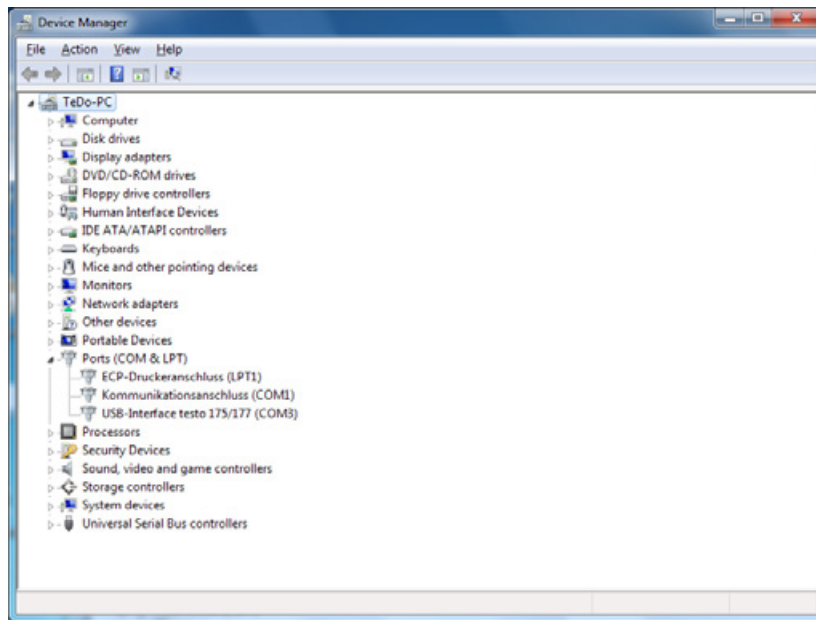 Device Manager
File Action View Help
TeDo-PC
Computer
Disk drives
Display adapters
DVD/CD-ROM drives
Floppy drive controllers
Human Interface Devices
IDE ATA/ATAPI controllers
Keyboards
Mice and other pointing devices
Monitors
Network adapters
Other devices
Portable Devices
Ports (COM & LPT)
ECP-Druckeranschluss (LPT1)
Kommunikationsanschluss (COM1)
USB-Interface testo 175/177 (COM3)
Processors
Security Devices
Sound, video and game controllers
Storage controllers
System devices
Universal Serial Bus controllers